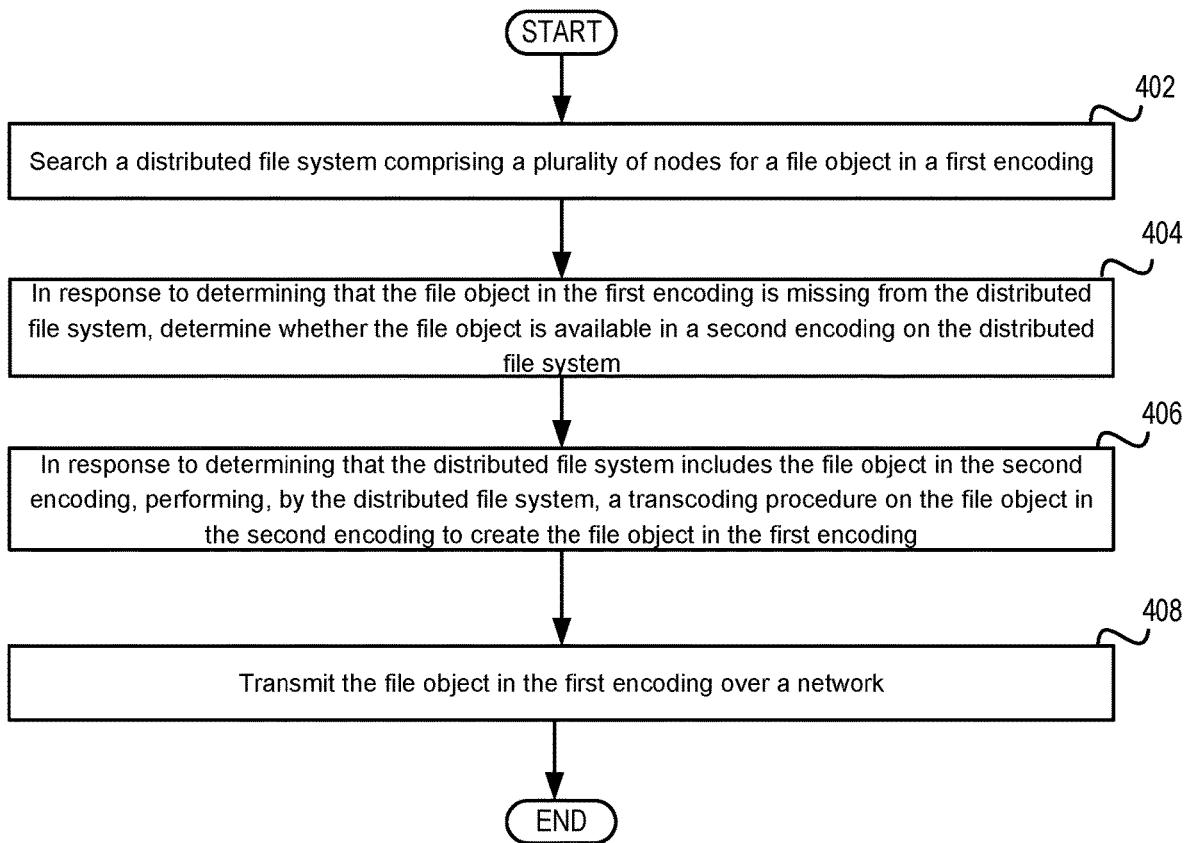 START
402
Search a distributed file system comprising a plurality of nodes for a file object in a first encoding
404
In response to determining that the file object in the first encoding is missing from the distributed
file system, determine whether the file object is available in a second encoding on the distributed
file system
406
In response to determining that the distributed file system includes the file object in the second
encoding, performing, by the distributed file system, a transcoding procedure on the file object in
the second encoding to create the file object in the first encoding
408
Transmit the file object in the first encoding over a network
END